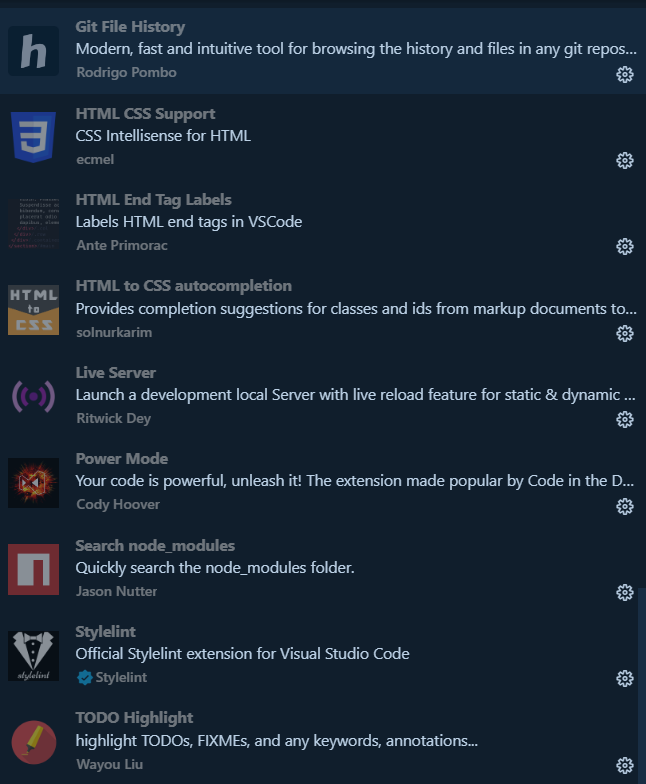 Git File History
Modern, fast and intuitive tool for browsing the history and files in any git repos...
Rodrigo Pombo
HTML CSS Support
CSS Intellisense for HTML
ecmel
HTML End Tag Labels
Labels HTML end tags in VSCode
Ante Primorac
HTML
to
CSS
HTML to CSS autocompletion
Provides completion suggestions for classes and ids from markup documents to...
solnurkarim
Live Server
Launch a development local Server with live reload feature for static & dynamic ...
Ritwick Dey
Power Mode
Your code is powerful, unleash it! The extension made popular by Code in the D...
Cody Hoover
Search node_modules
Quickly search the node_modules folder.
Jason Nutter
stylelint
Stylelint
Official Stylelint extension for Visual Studio Code
Stylelint
TODO Highlight
highlight TODOs, FIXMEs, and any keywords, annotations...
Wayou Liu